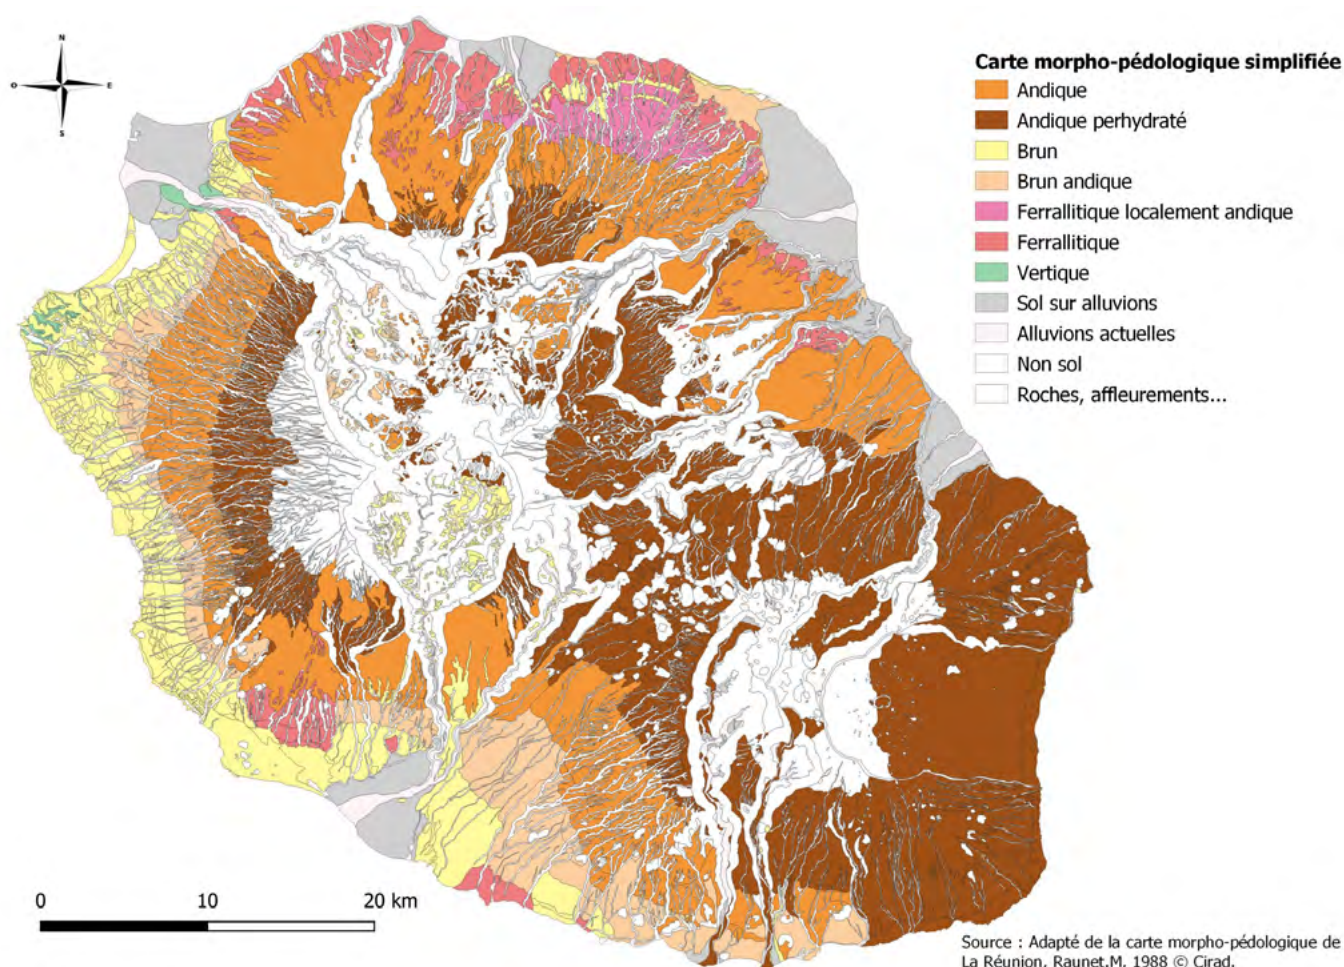 N
O
E
S
Carte morpho-pédologique simplifiée
Andique
Andique perhydraté
Brun
Brun andique
Ferrallitique localement andique
Ferrallitique
Vertique
Sol sur alluvions
Alluvions actuelles
Non sol
Roches, affleurements...
0 10 20 km
Source : Adapté de la carte morpho-pédologique de
La Réunion, Raunet.M, 1988 © Cirad.